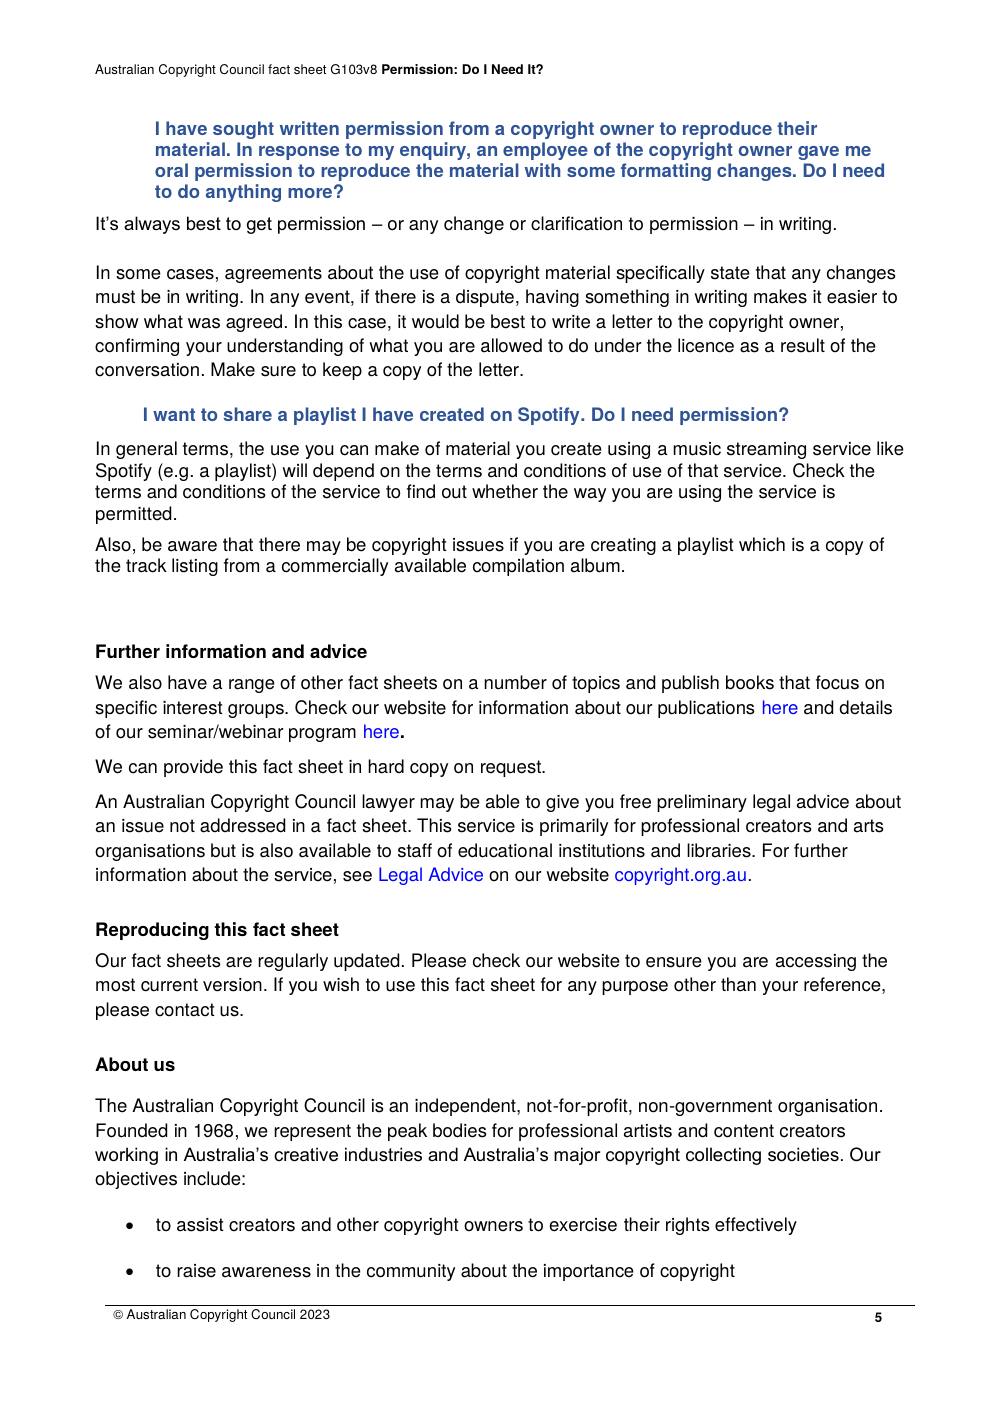 Australian Copyright Council fact sheet G103v8 Permission: Do I Need It?
I have sought written permission from a copyright owner to reproduce their
material. In response to my enquiry, an employee of the copyright owner gave me
oral permission to reproduce the material with some formatting changes. Do I need
to do anything more?
It’s always best to get permission – or any change or clarification to permission – in writing.
In some cases, agreements about the use of copyright material specifically state that any changes
must be in writing. In any event, if there is a dispute, having something in writing makes it easier to
show what was agreed. In this case, it would be best to write a letter to the copyright owner,
confirming your understanding of what you are allowed to do under the licence as a result of the
conversation. Make sure to keep a copy of the letter.
I want to share a playlist I have created on Spotify. Do I need permission?
In general terms, the use you can make of material you create using a music streaming service like
Spotify (e.g. a playlist) will depend on the terms and conditions of use of that service. Check the
terms and conditions of the service to find out whether the way you are using the service is
permitted.
Also, be aware that there may be copyright issues if you are creating a playlist which is a copy of
the track listing from a commercially available compilation album.
Further information and advice
We also have a range of other fact sheets on a number of topics and publish books that focus on
specific interest groups. Check our website for information about our publications here and details
of our seminar/webinar program here.
We can provide this fact sheet in hard copy on request.
An Australian Copyright Council lawyer may be able to give you free preliminary legal advice about
an issue not addressed in a fact sheet. This service is primarily for professional creators and arts
organisations but is also available to staff of educational institutions and libraries. For further
information about the service, see Legal Advice on our website copyright.org.au.
Reproducing this fact sheet
Our fact sheets are regularly updated. Please check our website to ensure you are accessing the
most current version. If you wish to use this fact sheet for any purpose other than your reference,
please contact us.
About us
The Australian Copyright Council is an independent, not-for-profit, non-government organisation.
Founded in 1968, we represent the peak bodies for professional artists and content creators
working in Australia’s creative industries and Australia’s major copyright collecting societies. Our
objectives include:
• to assist creators and other copyright owners to exercise their rights effectively
• to raise awareness in the community about the importance of copyright
© Australian Copyright Council 2023 5